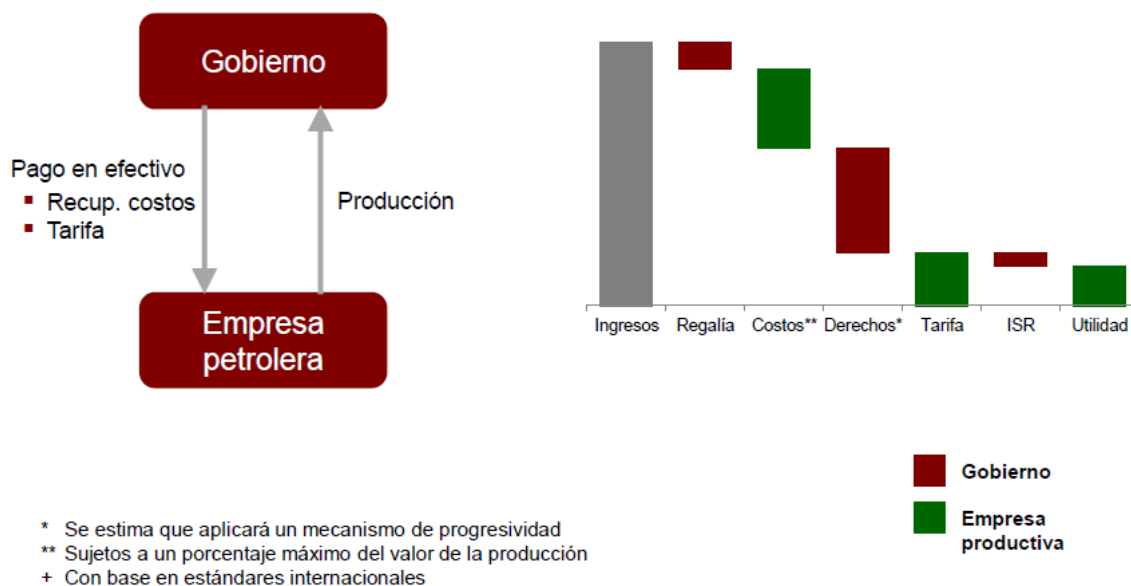 Gobierno
Pago en efectivo
▪ Recup. costos
▪ Tarifa
Producción
Empresa
petrolera
Ingresos Regalía Costos** Derechos* Tarifa ISR Utilidad
Gobierno
Empresa
productiva
* Se estima que aplicará un mecanismo de progresividad
** Sujetos a un porcentaje máximo del valor de la producción
+ Con base en estándares internacionales